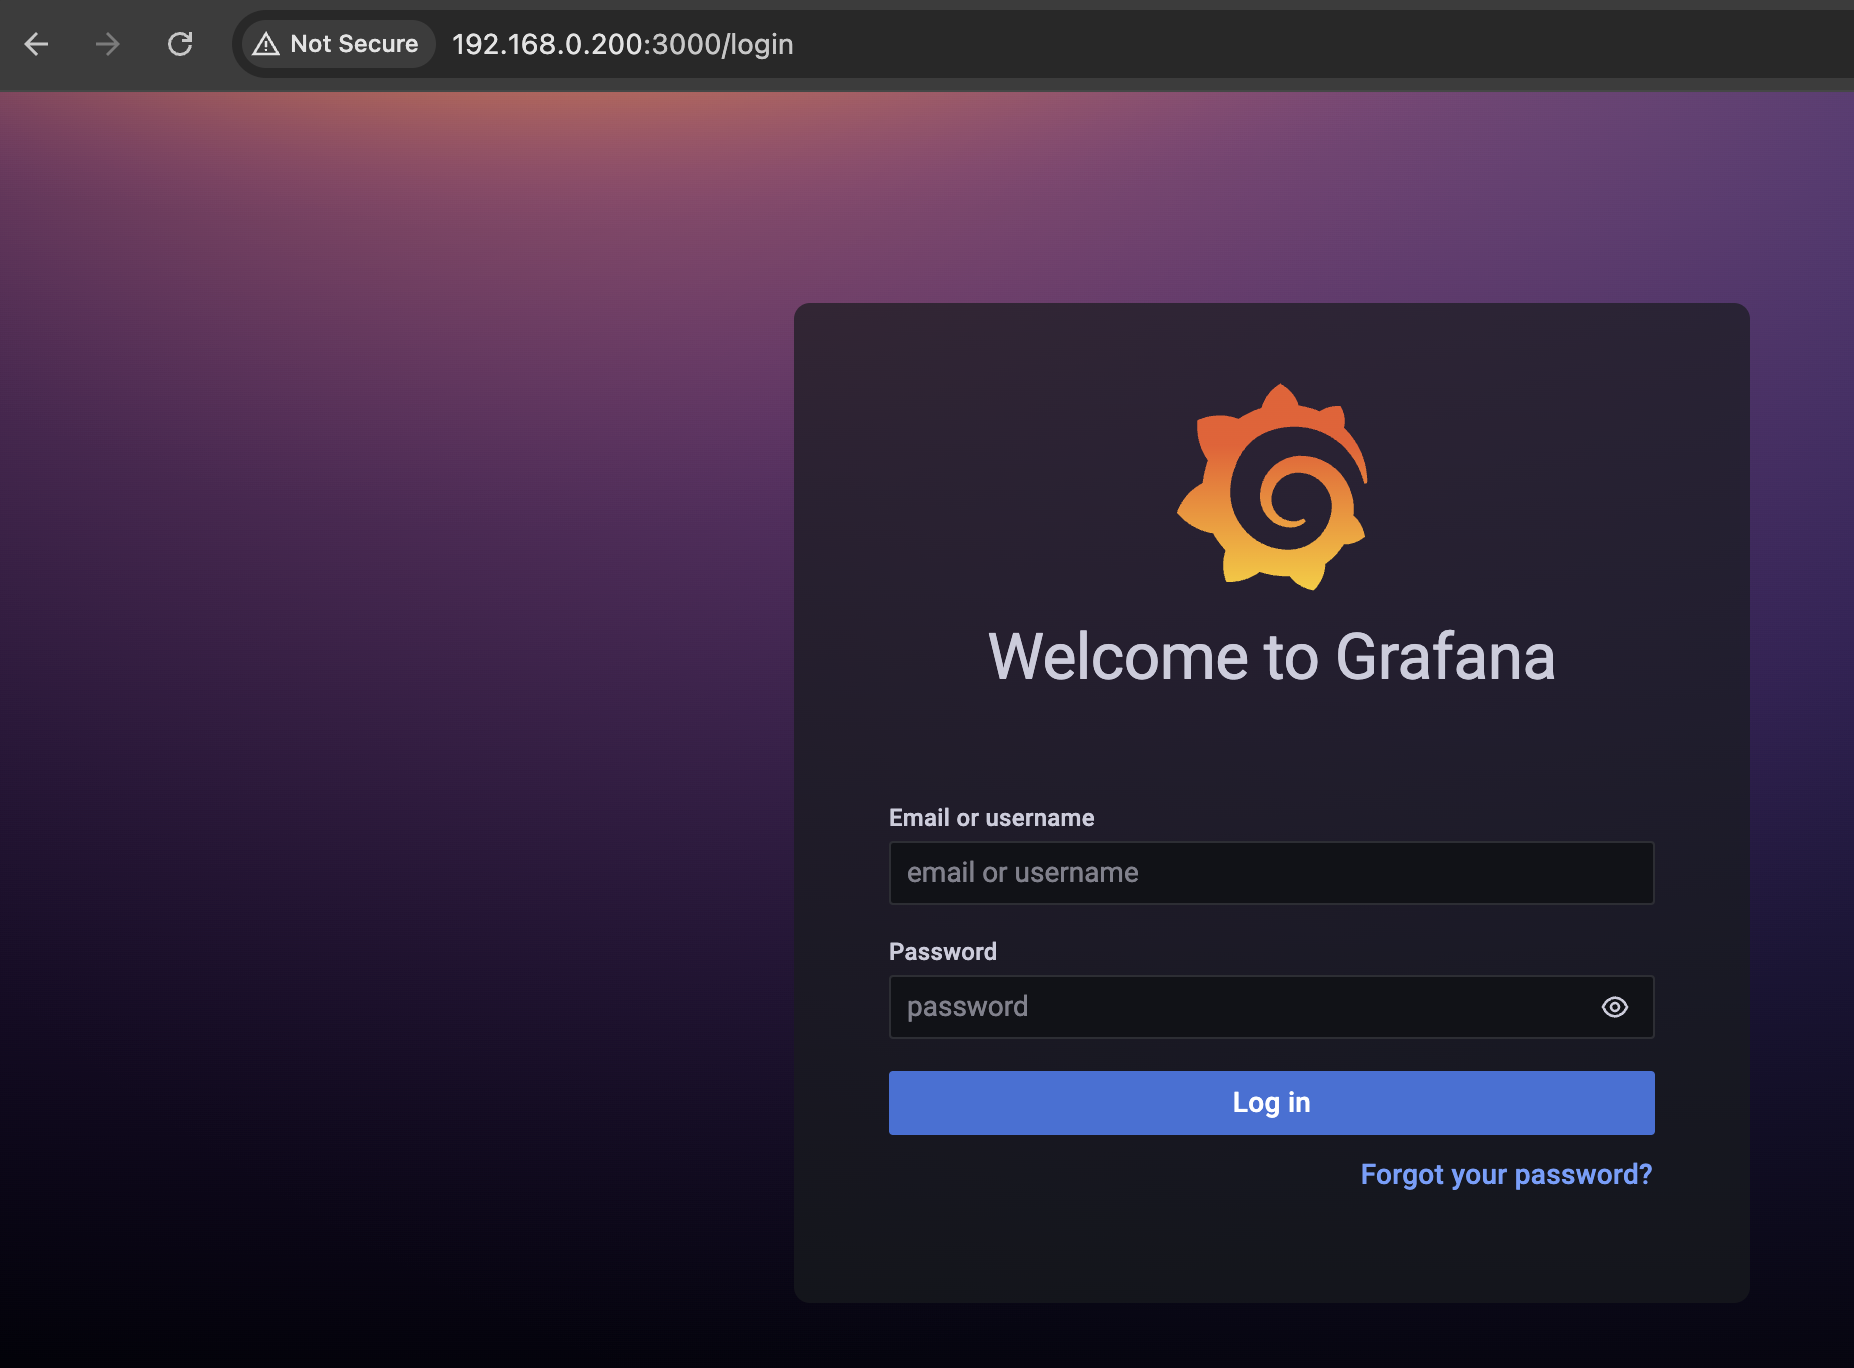 Not Secure 192.168.0.200:3000/login
Welcome to Grafana
Email or username
email or username
Password
password
Log in
Forgot your password?